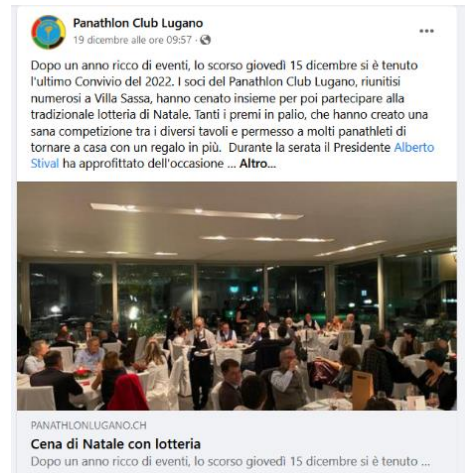 Panathlon Club Lugano
19 dicembre alle ore 09:57 ·
Dopo un anno ricco di eventi, lo scorso giovedì 15 dicembre si è tenuto
l'ultimo Convivio del 2022. I soci del Panathlon Club Lugano, riunitisi
numerosi a Villa Sassa, hanno cenato insieme per poi partecipare alla
tradizionale lotteria di Natale. Tanti i premi in palio, che hanno creato una
sana competizione tra i diversi tavoli e permesso a molti panathleti di
tornare a casa con un regalo in più. Durante la serata il Presidente Alberto
Stival ha approfittato dell'occasione ... Altro...
PANATHLONLUGANO.CH
Cena di Natale con lotteria
Dopo un anno ricco di eventi, lo scorso giovedì 15 dicembre si è tenuto ...